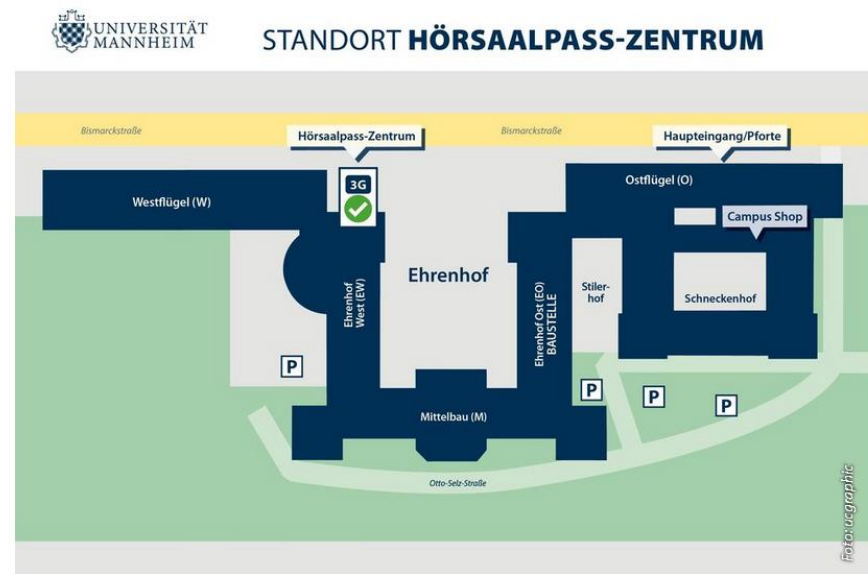 UNIVERSITÄT
MANNHEIM
STANDORT HÖRSAALPASS-ZENTRUM
Bismarckstraße
Hörsaalpass-Zentrum
Bismarckstraße
Haupteingang/Pforte
3G
Westflügel (W)
Ostflügel (O)
Campus Shop
Ehrenhof
West (EW)
Ehrenhof
Ehrenhof Ost (EO)
BAUSTELLE
Stiler-
hof
Schneckenhof
P
P
P
P
Mittelbau (M)
Otto-Selz-Straße
Foto: ucgraphic